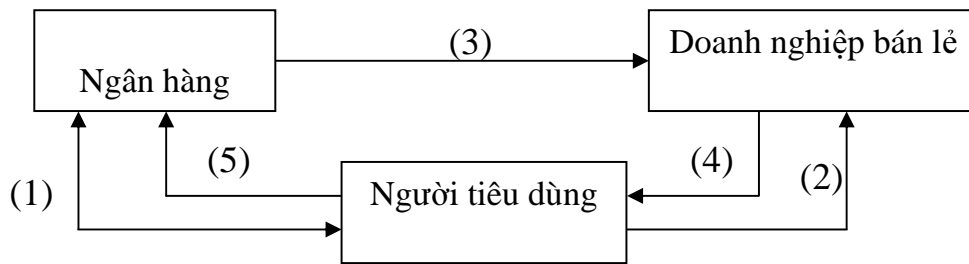 (3)
Doanh nghiệp bán lẻ
Ngân hàng
(1)
(5)
Người tiêu dùng
(4)
(2)